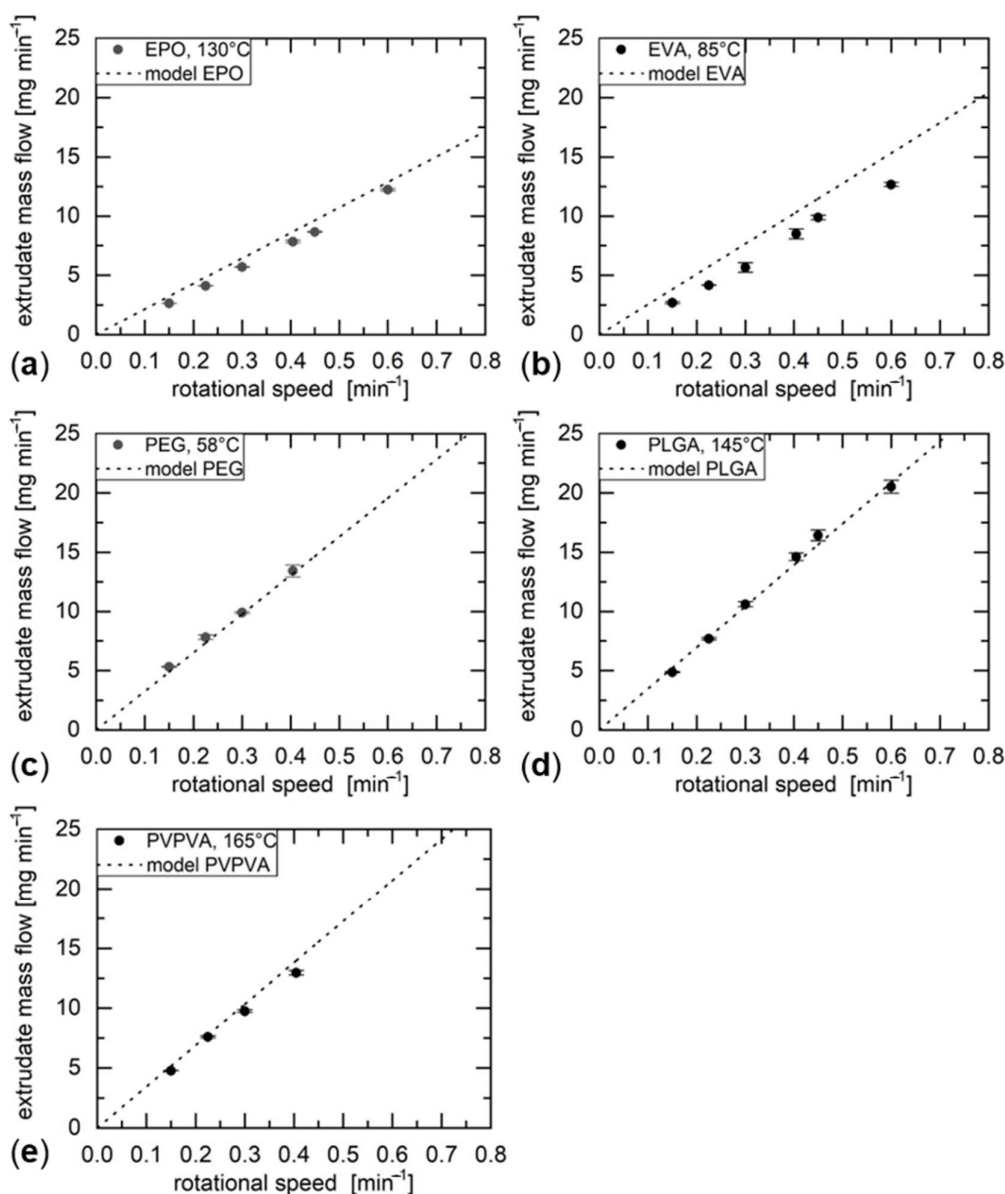 EPO, 130°C
model EPO
extrudate mass flow [mg min⁻¹]
25
20
15
10
5
0
0.0 0.1 0.2 0.3 0.4 0.5 0.6 0.7 0.8
rotational speed [min⁻¹]
(a)
EVA, 85°C
model EVA
extrudate mass flow [mg min⁻¹]
25
20
15
10
5
0
0.0 0.1 0.2 0.3 0.4 0.5 0.6 0.7 0.8
rotational speed [min⁻¹]
(b)
PEG, 58°C
model PEG
extrudate mass flow [mg min⁻¹]
25
20
15
10
5
0
0.0 0.1 0.2 0.3 0.4 0.5 0.6 0.7 0.8
rotational speed [min⁻¹]
(c)
PLGA, 145°C
model PLGA
extrudate mass flow [mg min⁻¹]
25
20
15
10
5
0
0.0 0.1 0.2 0.3 0.4 0.5 0.6 0.7 0.8
rotational speed [min⁻¹]
(d)
PVPVA, 165°C
model PVPVA
extrudate mass flow [mg min⁻¹]
25
20
15
10
5
0
0.0 0.1 0.2 0.3 0.4 0.5 0.6 0.7 0.8
rotational speed [min⁻¹]
(e)